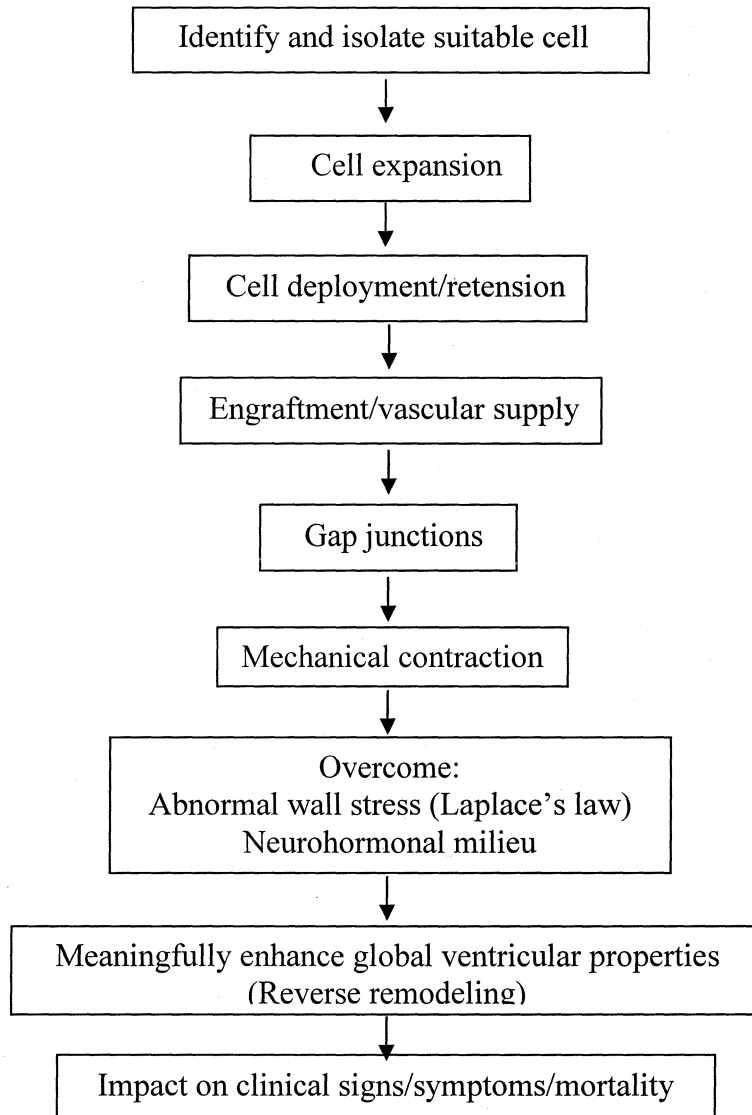 Identify and isolate suitable cell
Cell expansion
Cell deployment/retension
Engraftment/vascular supply
Gap junctions
Mechanical contraction
Overcome:
Abnormal wall stress (Laplace's law)
Neurohormonal milieu
Meaningfully enhance global ventricular properties
(Reverse remodeling)
Impact on clinical signs/symptoms/mortality